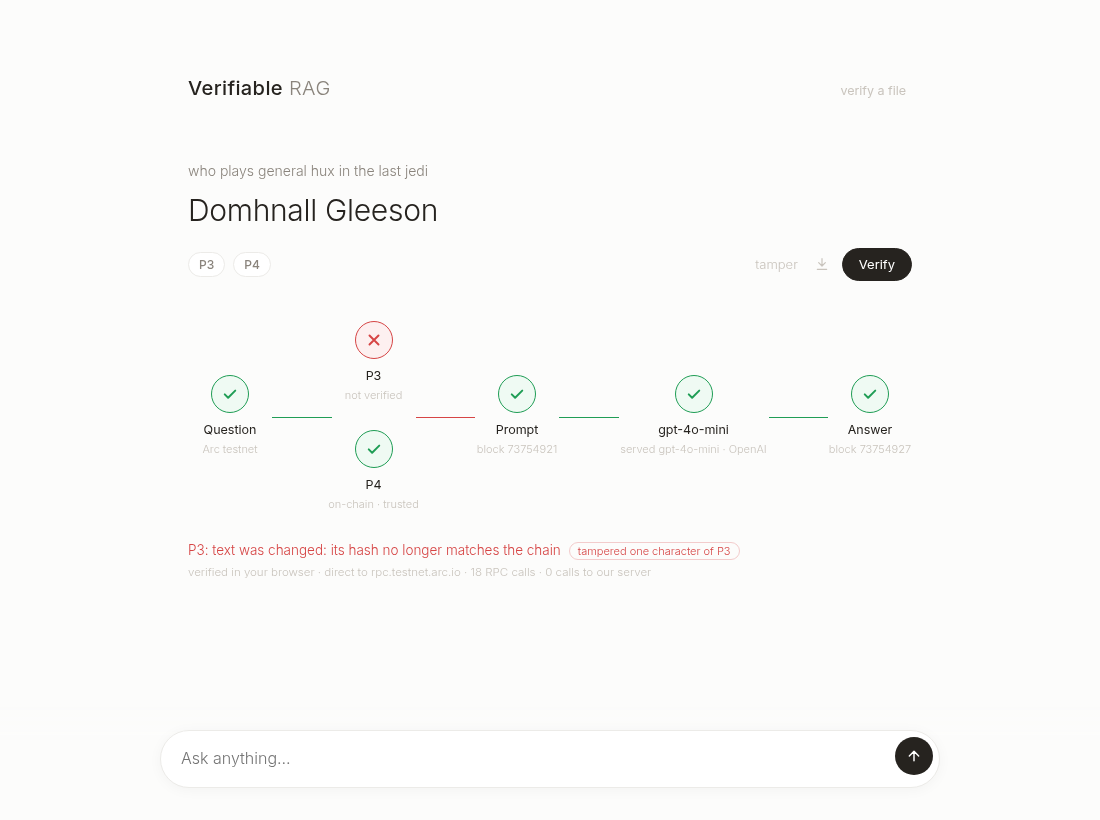 Verifiable RAG
verify a file
who plays general hux in the last jedi
Domhnall Gleeson
P3 P4
tamper Verify
P3
not verified
Question
Arc testnet
P4
on-chain · trusted
Prompt
block 73754921
gpt-4o-mini
served gpt-4o-mini · OpenAI
Answer
block 73754927
P3: text was changed: its hash no longer matches the chain tampered one character of P3
verified in your browser · direct to rpc.testnet.arc.io · 18 RPC calls · 0 calls to our server
Ask anything...